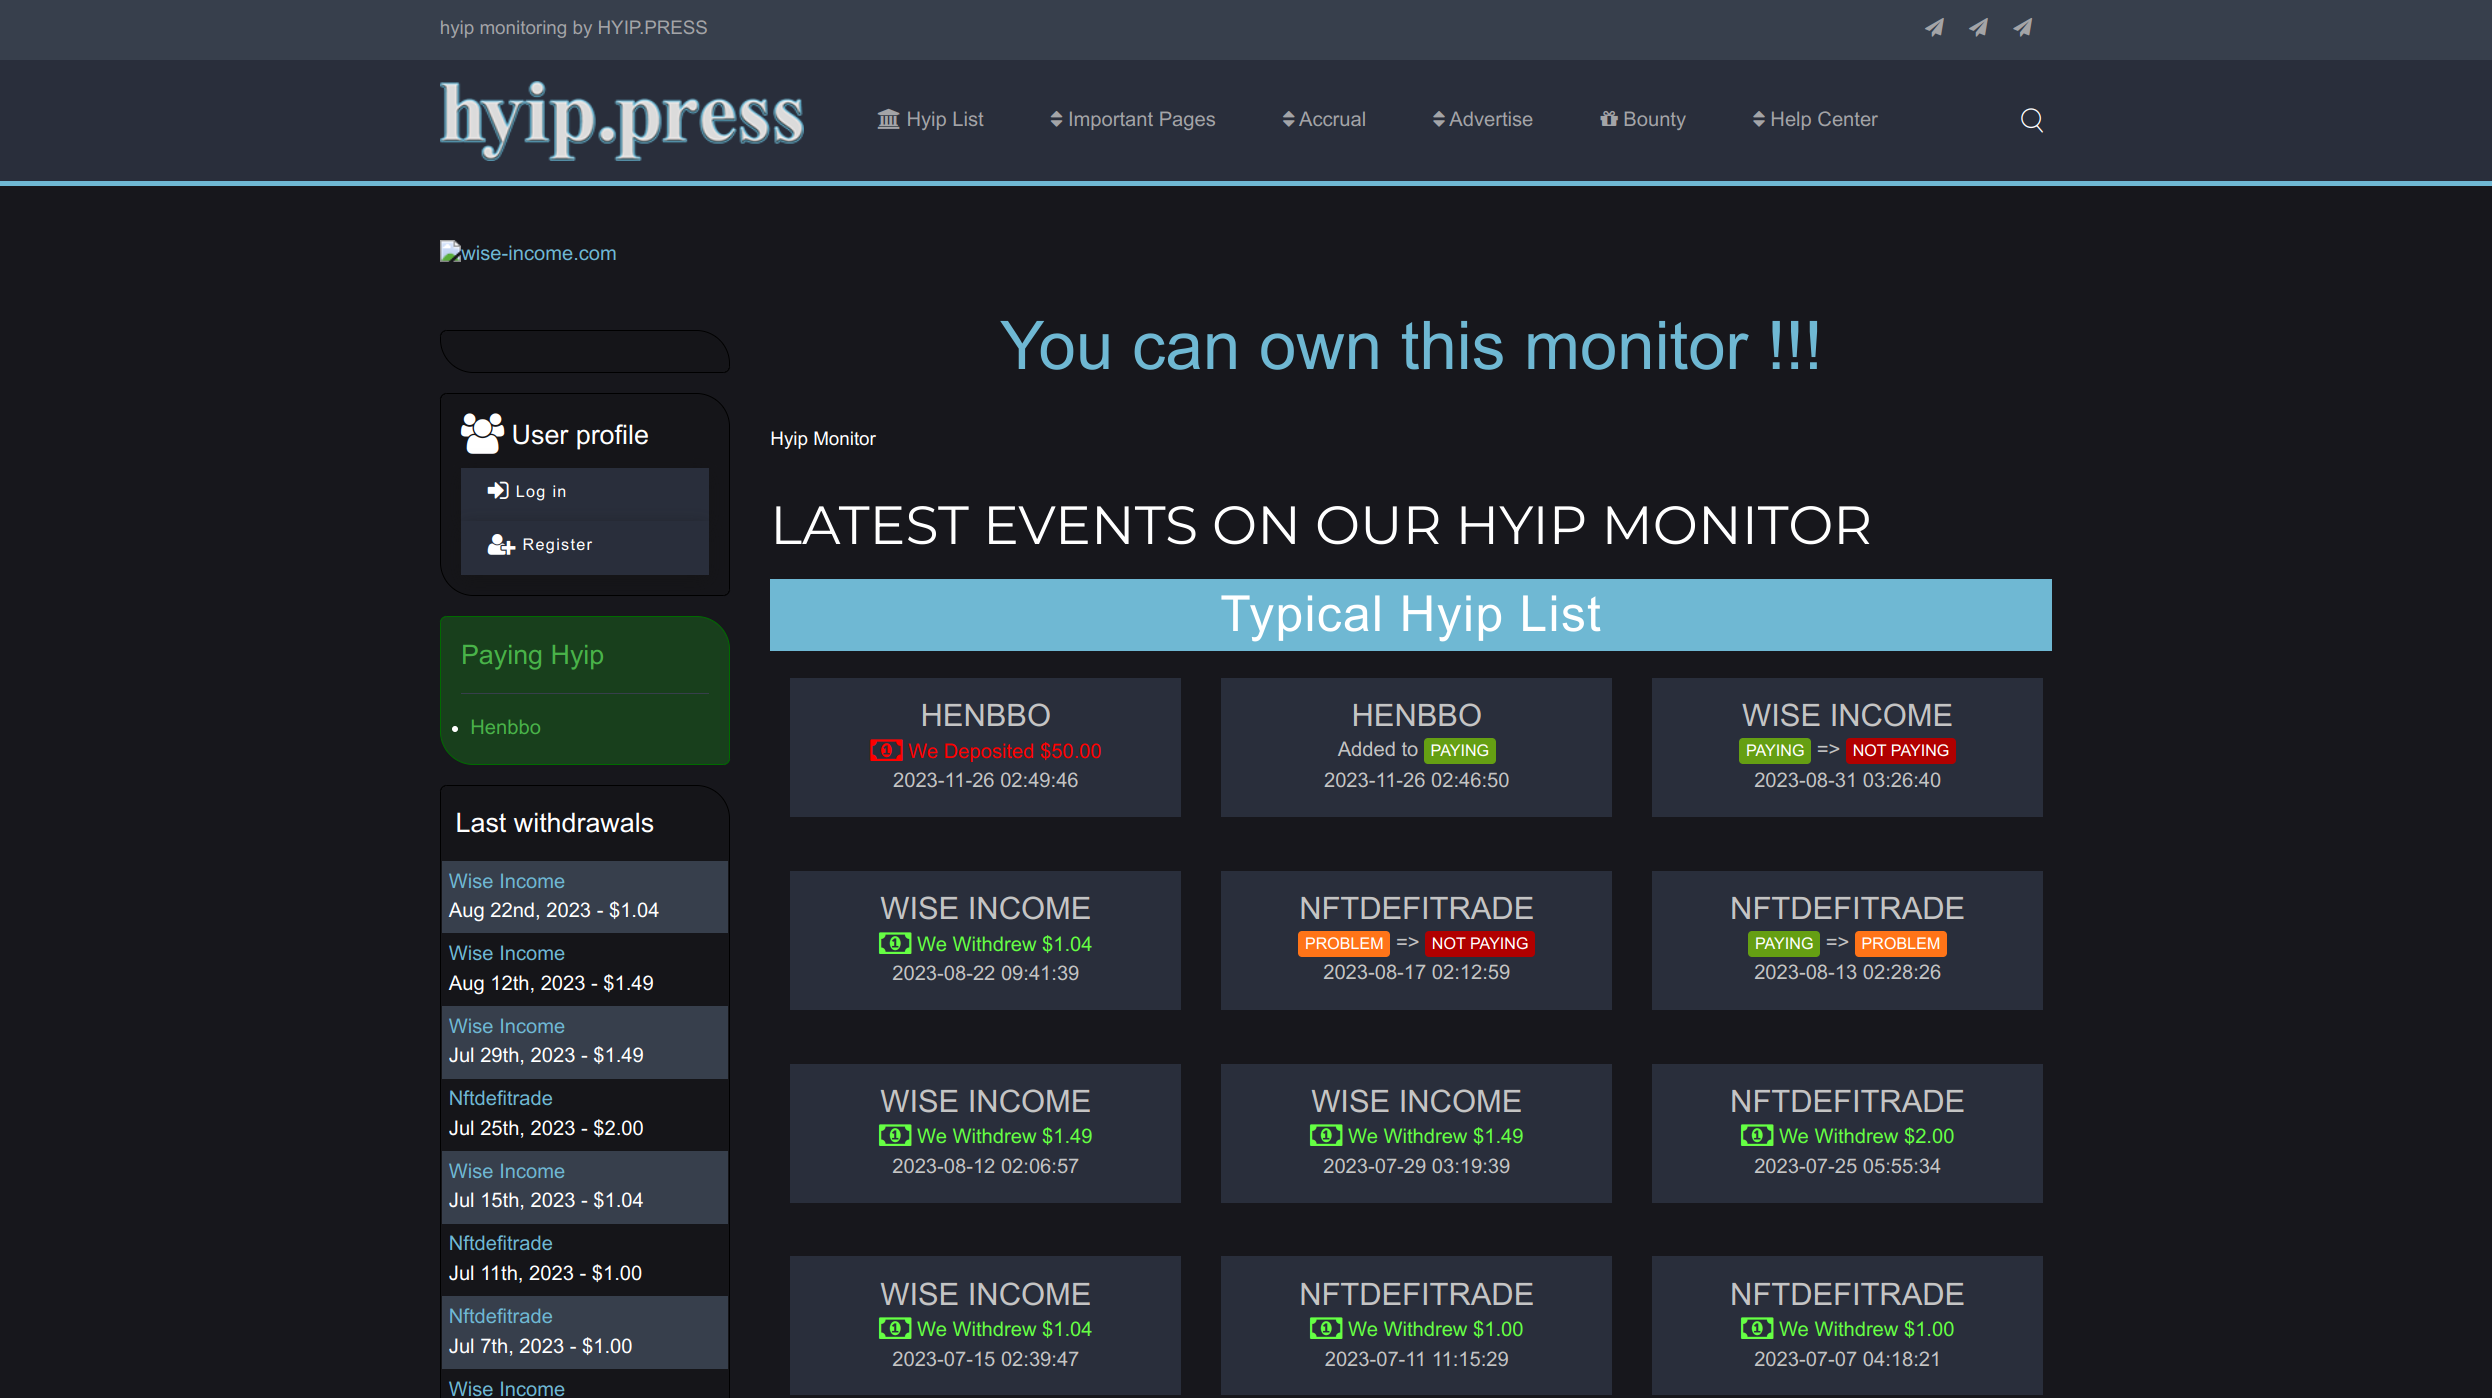 hyip monitoring by HYIP.PRESS
hyip.press
Hyip List
Important Pages
Accrual
Advertise
Bounty
Help Center
wise-income.com
You can own this monitor !!!
User profile
Log in
Register
Paying Hyip
Henbbo
Last withdrawals
Wise Income
Aug 22nd, 2023 - $1.04
Wise Income
Aug 12th, 2023 - $1.49
Wise Income
Jul 29th, 2023 - $1.49
Nftdefitrade
Jul 25th, 2023 - $2.00
Wise Income
Jul 15th, 2023 - $1.04
Nftdefitrade
Jul 11th, 2023 - $1.00
Nftdefitrade
Jul 7th, 2023 - $1.00
Wise Income
Hyip Monitor
LATEST EVENTS ON OUR HYIP MONITOR
Typical Hyip List
HENBBO
We Deposited $50.00
2023-11-26 02:49:46
HENBBO
Added to PAYING
2023-11-26 02:46:50
WISE INCOME
PAYING => NOT PAYING
2023-08-31 03:26:40
WISE INCOME
We Withdrew $1.04
2023-08-22 09:41:39
NFTDEFITRADE
PROBLEM => NOT PAYING
2023-08-17 02:12:59
NFTDEFITRADE
PAYING => PROBLEM
2023-08-13 02:28:26
WISE INCOME
We Withdrew $1.49
2023-08-12 02:06:57
WISE INCOME
We Withdrew $1.49
2023-07-29 03:19:39
NFTDEFITRADE
We Withdrew $2.00
2023-07-25 05:55:34
WISE INCOME
We Withdrew $1.04
2023-07-15 02:39:47
NFTDEFITRADE
We Withdrew $1.00
2023-07-11 11:15:29
NFTDEFITRADE
We Withdrew $1.00
2023-07-07 04:18:21